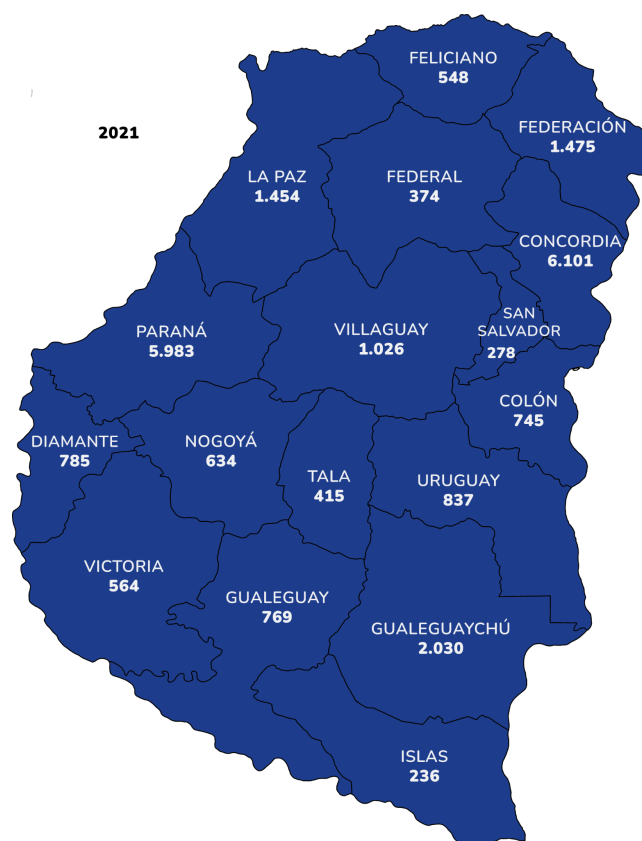 FELICIANO
548
2021
FEDERACIÓN
1.475
LA PAZ
1.454
FEDERAL
374
CONCORDIA
6.101
SAN
SALVADOR
278
PARANÁ
5.983
VILLAGUAY
1.026
COLÓN
745
DIAMANTE
785
NOGOYÁ
634
TALA
415
URUGUAY
837
VICTORIA
564
GUALEGUAY
769
GUALEGUAYCHÚ
2.030
ISLAS
236